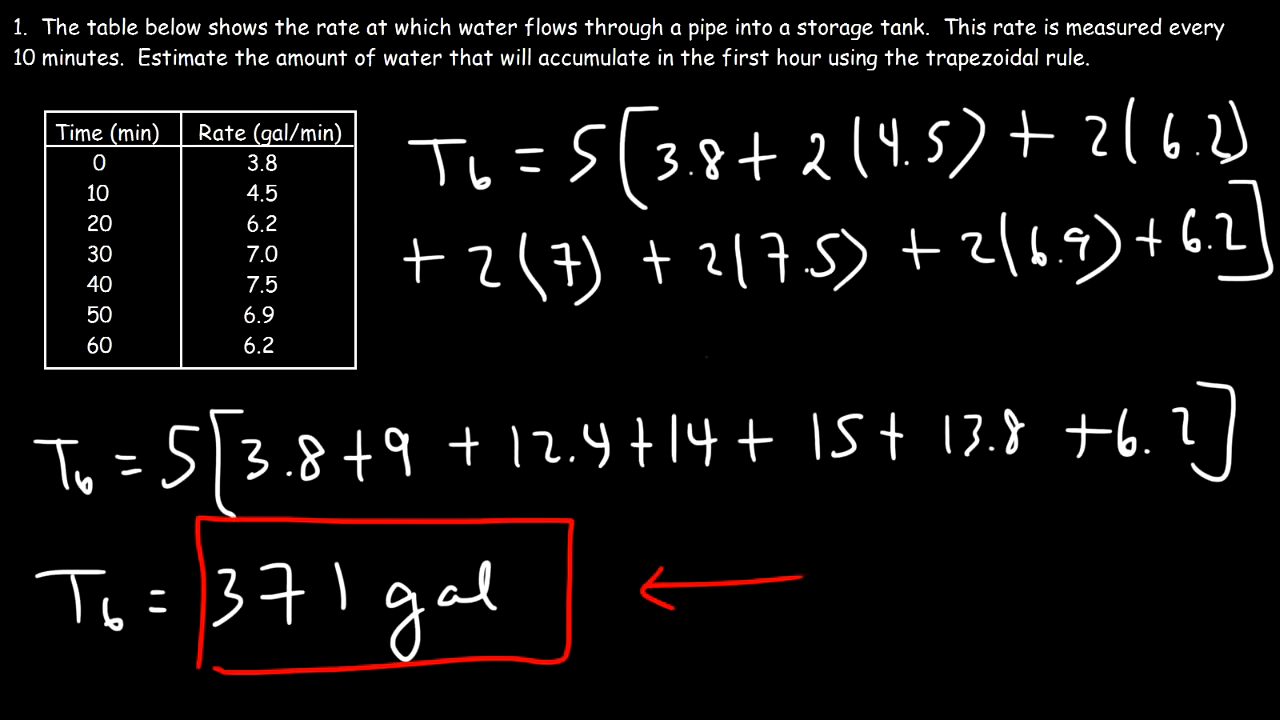 1. The table below shows the rate at which water flows through a pipe into a storage tank. This rate is measured every
10 minutes. Estimate the amount of water that will accumulate in the first hour using the trapezoidal rule.
Time (min) Rate (gal/min)
0 3.8
10 4.5
20 6.2
30 7.0
40 7.5
50 6.9
60 6.2
T₆ = 5[3.8 + 2(4.5) + 2(6.2)
+ 2(7) + 2(7.5) + 2(6.9) + 6.2]
T₆ = 5[3.8 + 9 + 12.4 + 14 + 15 + 13.8 + 6.2]
T₆ = 371 gal